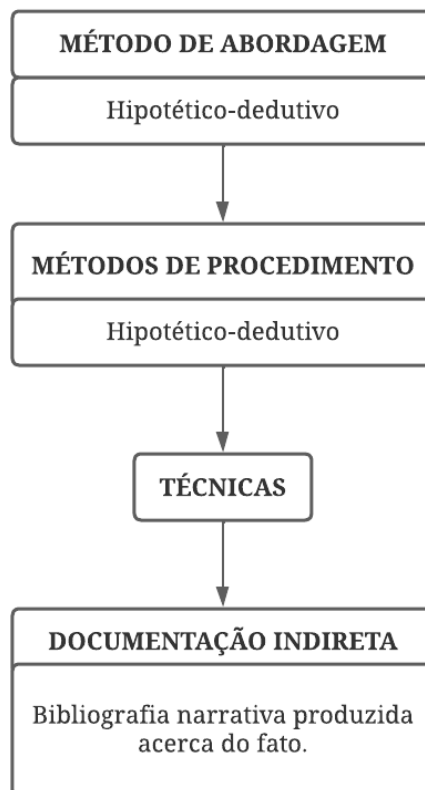 MÉTODO DE ABORDAGEM
Hipotético-dedutivo
MÉTODOS DE PROCEDIMENTO
Hipotético-dedutivo
TÉCNICAS
DOCUMENTAÇÃO INDIRETA
Bibliografia narrativa produzida
acerca do fato.